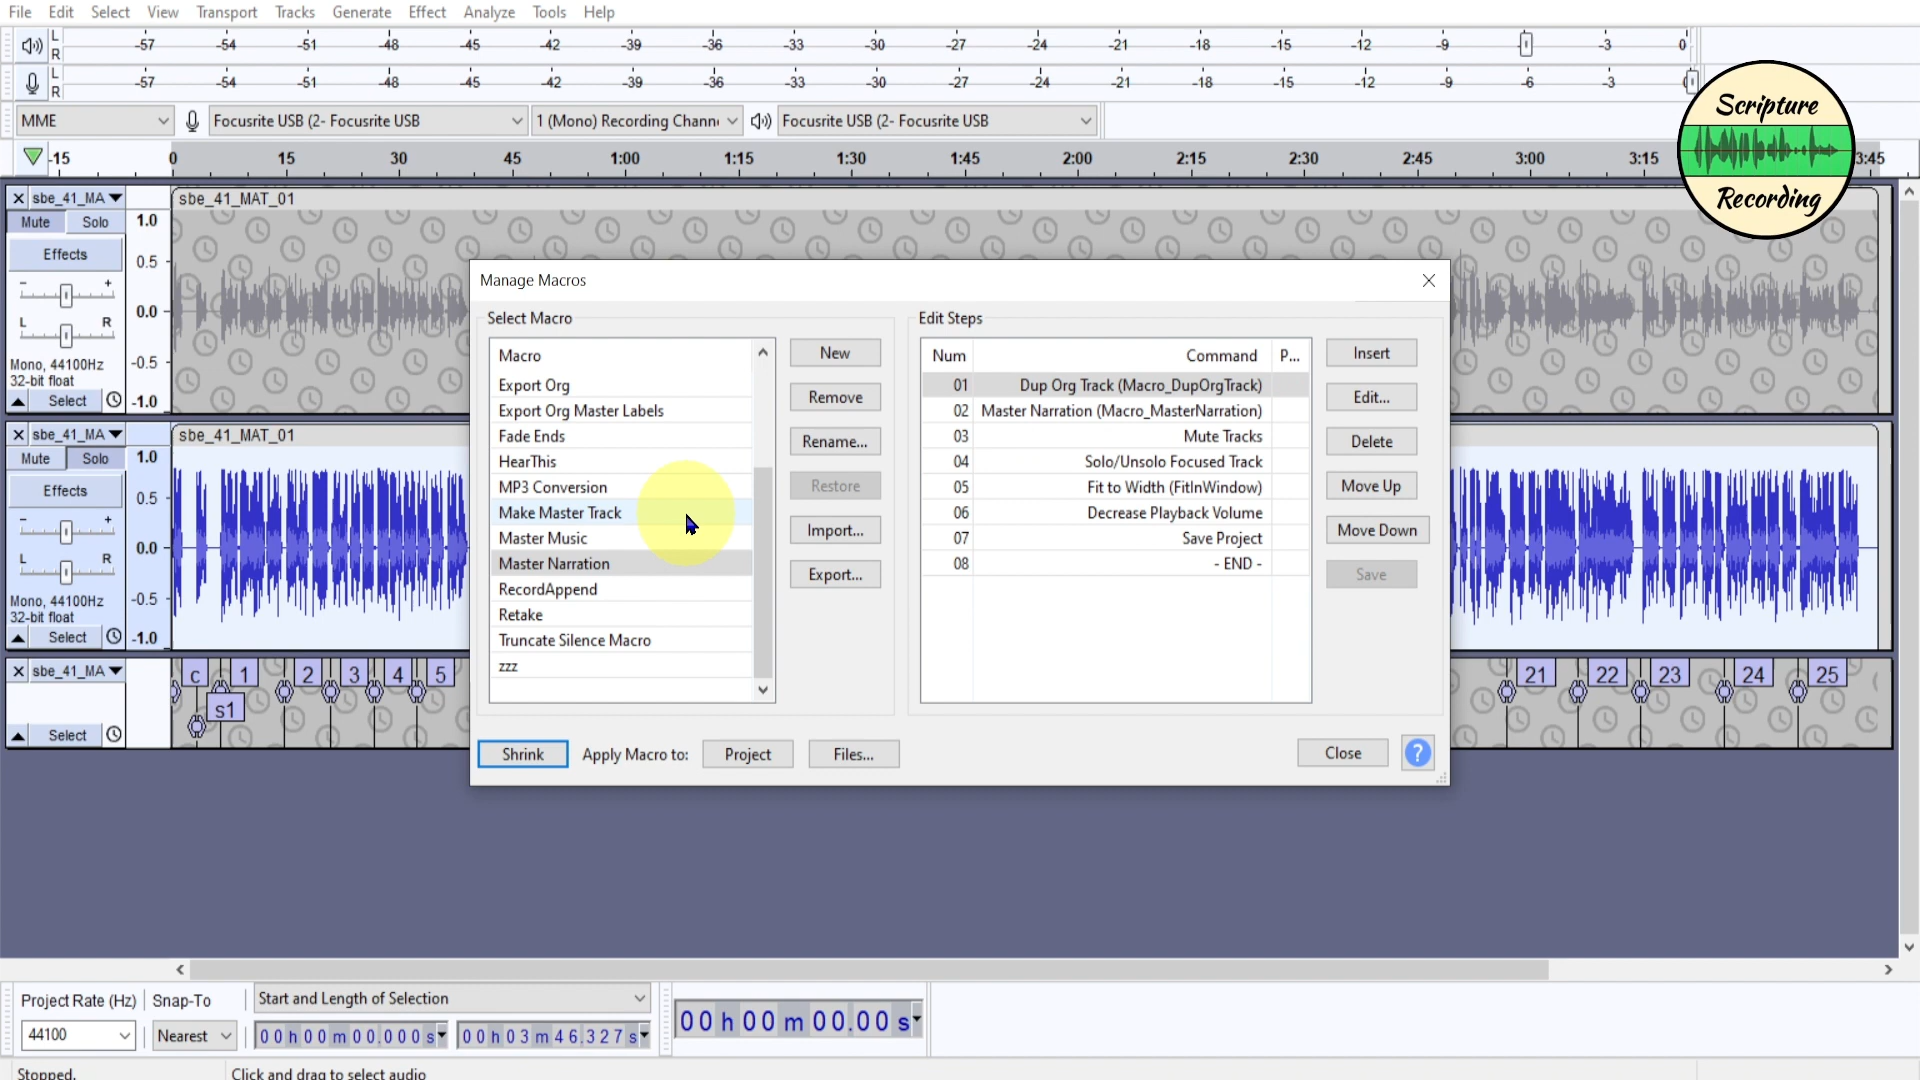 File Edit Select View Transport Tracks Generate Effect Analyze Tools Help
L
R
-57 -54 -51 -48 -45 -42 -39 -36 -33 -30 -27 -24 -21 -18 -15 -12 -9 -3 0
L
R
-57 -54 -51 -48 -45 -42 -39 -36 -33 -30 -27 -24 -21 -18 -15 -12 -9 -6 -3
MME Focusrite USB (2- Focusrite USB 1 (Mono) Recording Chann Focusrite USB (2- Focusrite USB
Scripture
Recording
-15 0 15 30 45 1:00 1:15 1:30 1:45 2:00 2:15 2:30 2:45 3:00 3:15 3:45
sbe_41_MA
Mute Solo
Effects
- +
L R
Mono, 44100Hz
32-bit float
Select
1.0
0.5
0.0
-0.5
-1.0
sbe_41_MAT_01
sbe_41_MA
Mute Solo
Effects
- +
L R
Mono, 44100Hz
32-bit float
Select
1.0
0.5
0.0
-0.5
-1.0
sbe_41_MAT_01
sbe_41_MA
Select
c 1 2 3 4 5 21 22 23 24 25
s1
Manage Macros
Select Macro
Macro
Export Org
Export Org Master Labels
Fade Ends
HearThis
MP3 Conversion
Make Master Track
Master Music
Master Narration
RecordAppend
Retake
Truncate Silence Macro
zzz
New
Remove
Rename...
Restore
Import...
Export...
Edit Steps
Num Command P...
01 Dup Org Track (Macro_DupOrgTrack)
02 Master Narration (Macro_MasterNarration)
03 Mute Tracks
04 Solo/Unsolo Focused Track
05 Fit to Width (FitInWindow)
06 Decrease Playback Volume
07 Save Project
08 - END -
Insert
Edit...
Delete
Move Up
Move Down
Save
Shrink Apply Macro to: Project Files... Close ?
Project Rate (Hz) Snap-To Start and Length of Selection
44100 Nearest 00 h 00 m 00.000 s 00 h 03 m 46.327 s
00 h 00 m 00.00 s
Stopped. Click and drag to select audio